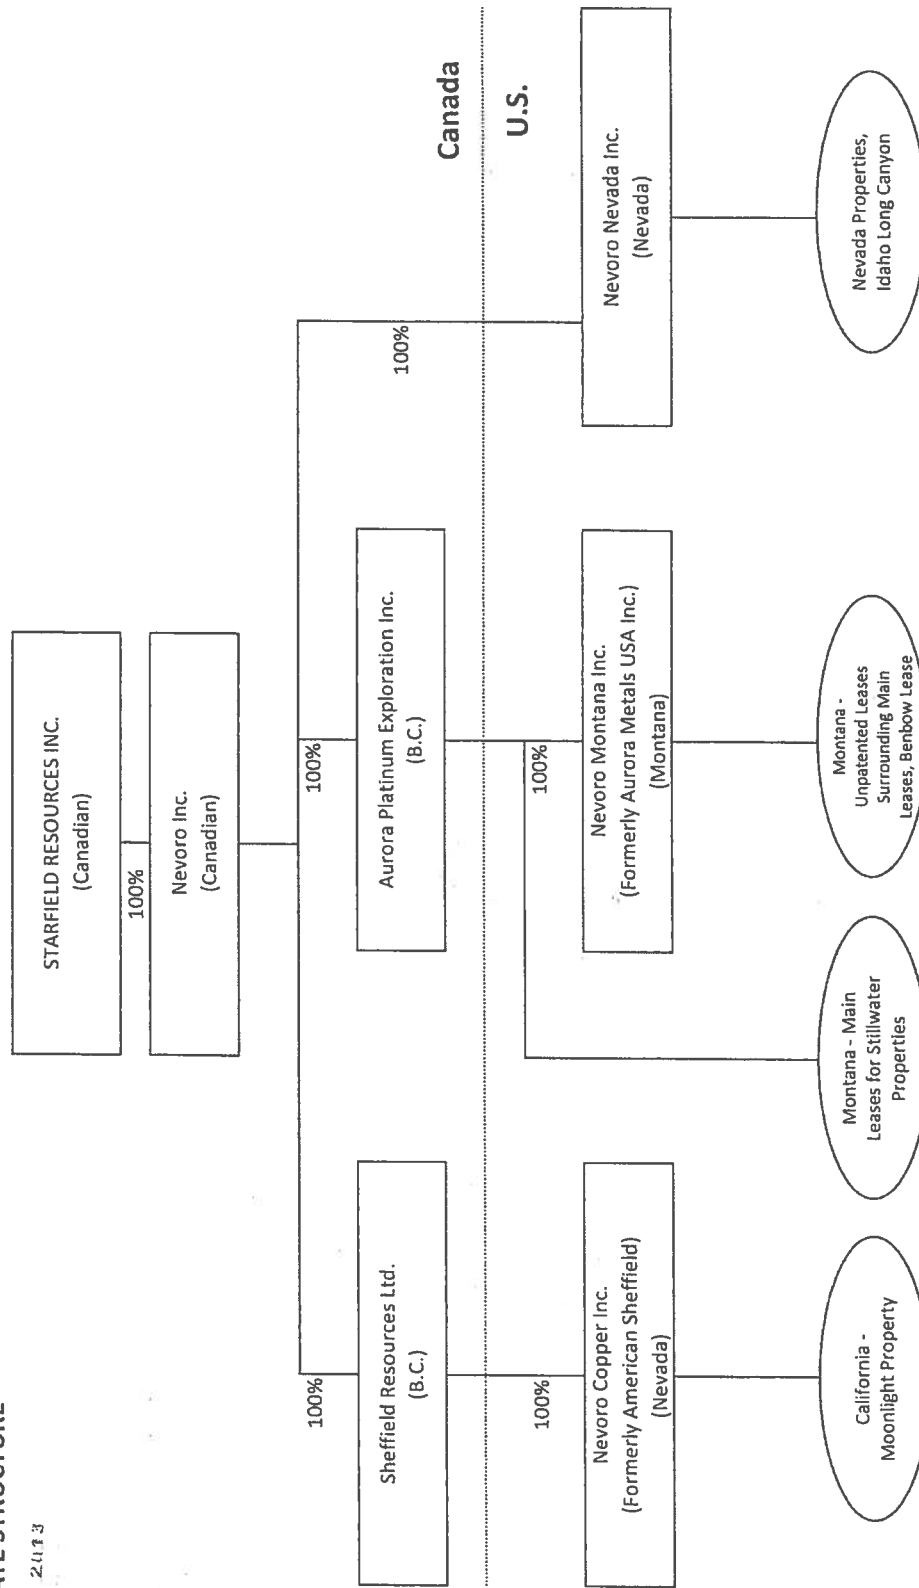 STRUCTURE
STARFIELD RESOURCES INC.
(Canadian)
100%
Nevoro Inc.
(Canadian)
100%
100%
100%
Sheffield Resources Ltd.
(B.C.)
Aurora Platinum Exploration Inc.
(B.C.)
Canada
U.S.
100%
100%
Nevoro Copper Inc.
(Formerly American Sheffield)
(Nevada)
Nevoro Montana Inc.
(Formerly Aurora Metals USA Inc.)
(Montana)
Nevoro Nevada Inc.
(Nevada)
California -
Moonlight Property
Montana - Main
Leases for Stillwater
Properties
Montana -
Unpatented Leases
Surrounding Main
Leases, Benbow Lease
Nevada Properties,
Idaho Long Canyon